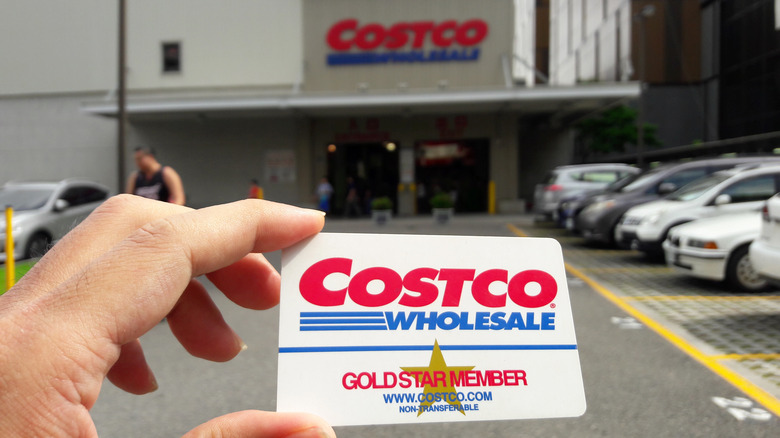 COSTCO
WHOLESALE
COSTCO®
WHOLESALE
GOLD STAR MEMBER
WWW.COSTCO.COM
NON-TRANSFERABLE